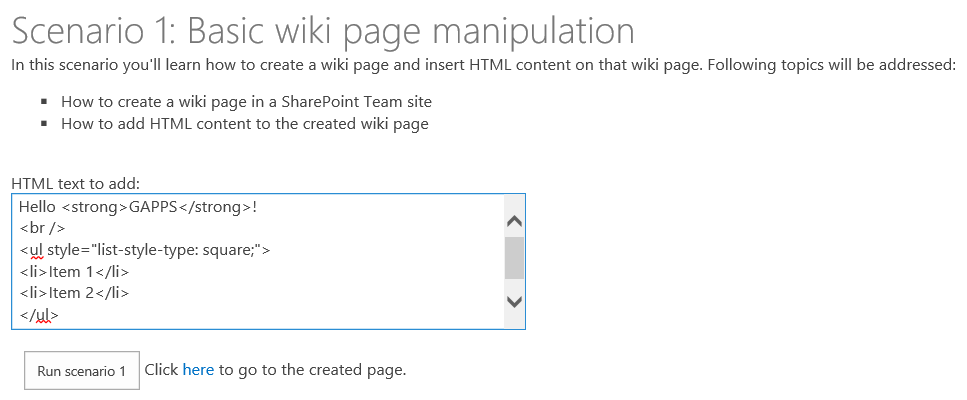 Scenario 1: Basic wiki page manipulation
In this scenario you'll learn how to create a wiki page and insert HTML content on that wiki page. Following topics will be addressed:
▪ How to create a wiki page in a SharePoint Team site
▪ How to add HTML content to the created wiki page
HTML text to add:
Hello <strong>GAPPS</strong>!
<br />
<ul style="list-style-type: square;">
<li>Item 1</li>
<li>Item 2</li>
</ul>
Run scenario 1 Click here to go to the created page.